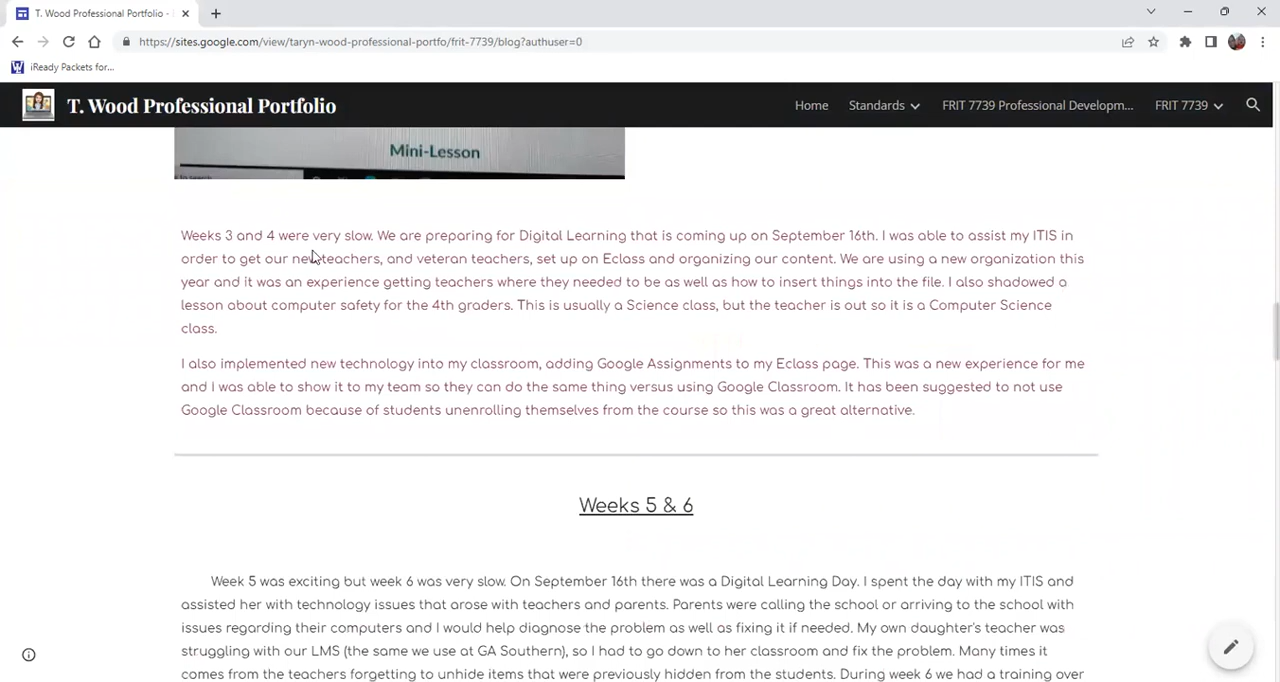 T. Wood Professional Portfolio -
https://sites.google.com/view/taryn-wood-professional-portfo/frit-7739/blog?authuser=0
iReady Packets for...
T. Wood Professional Portfolio
Home Standards FRIT 7739 Professional Developm... FRIT 7739
Mini-Lesson
Weeks 3 and 4 were very slow. We are preparing for Digital Learning that is coming up on September 16th. I was able to assist my ITIS in
order to get our new teachers, and veteran teachers, set up on Eclass and organizing our content. We are using a new organization this
year and it was an experience getting teachers where they needed to be as well as how to insert things into the file. I also shadowed a
lesson about computer safety for the 4th graders. This is usually a Science class, but the teacher is out so it is a Computer Science
class.
I also implemented new technology into my classroom, adding Google Assignments to my Eclass page. This was a new experience for me
and I was able to show it to my team so they can do the same thing versus using Google Classroom. It has been suggested to not use
Google Classroom because of students unenrolling themselves from the course so this was a great alternative.
Weeks 5 & 6
Week 5 was exciting but week 6 was very slow. On September 16th there was a Digital Learning Day. I spent the day with my ITIS and
assisted her with technology issues that arose with teachers and parents. Parents were calling the school or arriving to the school with
issues regarding their computers and I would help diagnose the problem as well as fixing it if needed. My own daughter's teacher was
struggling with our LMS (the same we use at GA Southern), so I had to go down to her classroom and fix the problem. Many times it
comes from the teachers forgetting to unhide items that were previously hidden from the students. During week 6 we had a training over